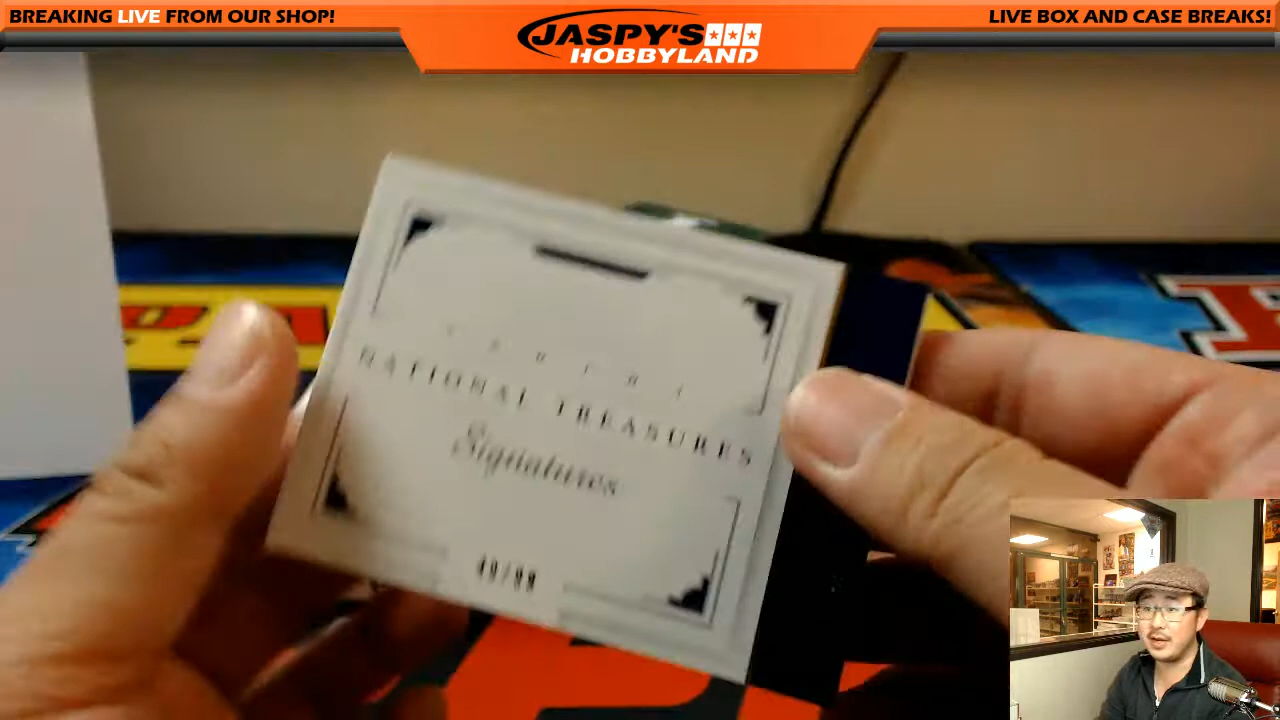 BREAKING LIVE FROM OUR SHOP!
JASPY'S
HOBBYLAND
LIVE BOX AND CASE BREAKS!
NATIONAL TREASURES
Signatures